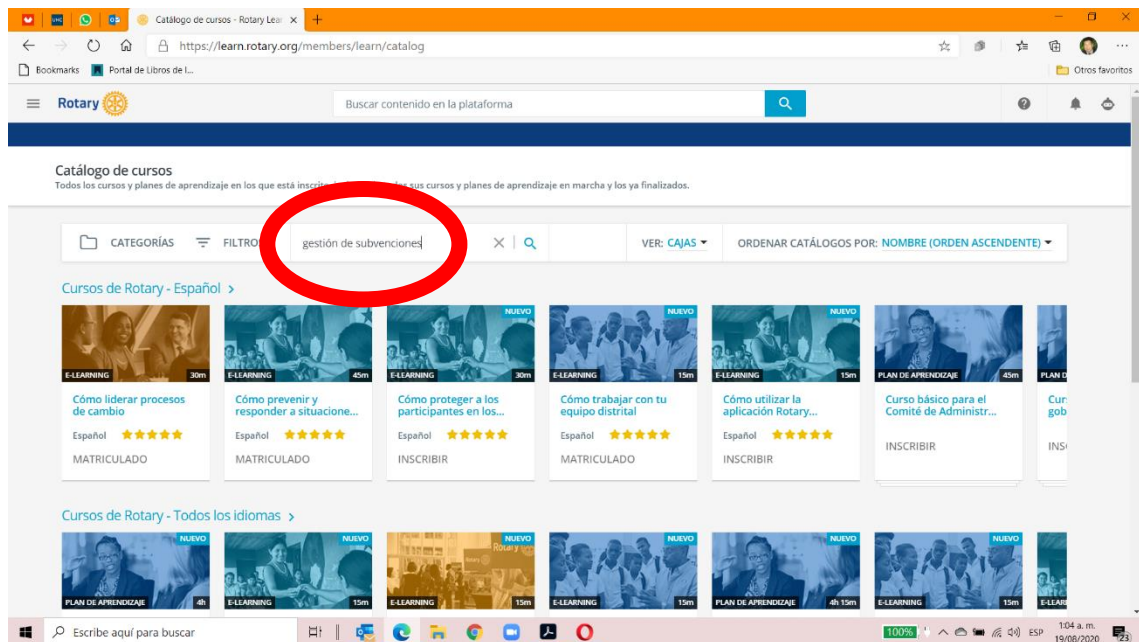 Catálogo de cursos - Rotary Lear
https://learn.rotary.org/members/learn/catalog
Bookmarks
Portal de Libros de l...
Otros favoritos
Rotary
Buscar contenido en la plataforma
Catálogo de cursos
Todos los cursos y planes de aprendizaje en los que está sus cursos y planes de aprendizaje en marcha y los ya finalizados.
CATEGORÍAS
FILTRO
gestión de subvenciones
VER: CAJAS
ORDENAR CATÁLOGOS POR: NOMBRE (ORDEN ASCENDENTE)
Cursos de Rotary - Español >
E-LEARNING 30m
Cómo liderar procesos
de cambio
Español
MATRICULADO
E-LEARNING 45m
Cómo prevenir y
responder a situacione...
Español
MATRICULADO
NUEVO
E-LEARNING 30m
Cómo proteger a los
participantes en los...
Español
INSCRIBIR
NUEVO
E-LEARNING 15m
Cómo trabajar con tu
equipo distrital
Español
MATRICULADO
NUEVO
E-LEARNING 15m
Cómo utilizar la
aplicación Rotary...
Español
INSCRIBIR
PLAN DE APRENDIZAJE 45m
Curso básico para el
Comité de Administr...
INSCRIBIR
PLAN D
Cur
gob
INS
Cursos de Rotary - Todos los idiomas >
NUEVO
PLAN DE APRENDIZAJE 4h
NUEVO
E-LEARNING 15m
NUEVO
Rotary
E-LEARNING 15m
NUEVO
E-LEARNING 15m
NUEVO
PLAN DE APRENDIZAJE 4h 15m
NUEVO
E-LEARNING 15m
E-LEAR
Escribe aquí para buscar
100%
ESP
1:04 a. m.
19/08/2020
23